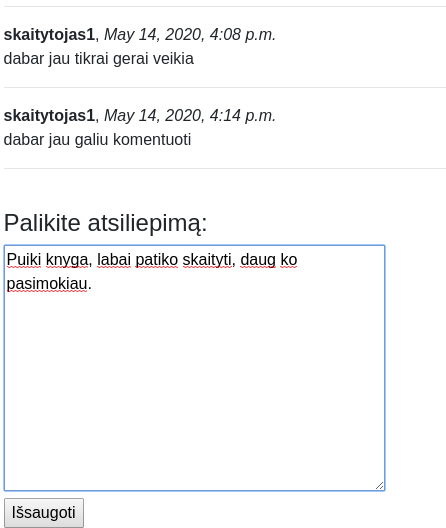 skaitytojas1, May 14, 2020, 4:08 p.m.
dabar jau tikrai gerai veikia
skaitytojas1, May 14, 2020, 4:14 p.m.
dabar jau galiu komentuoti
Palikite atsiliepimą:
Puiki knyga, labai patiko skaityti, daug ko
pasimokiau.
Išsaugoti